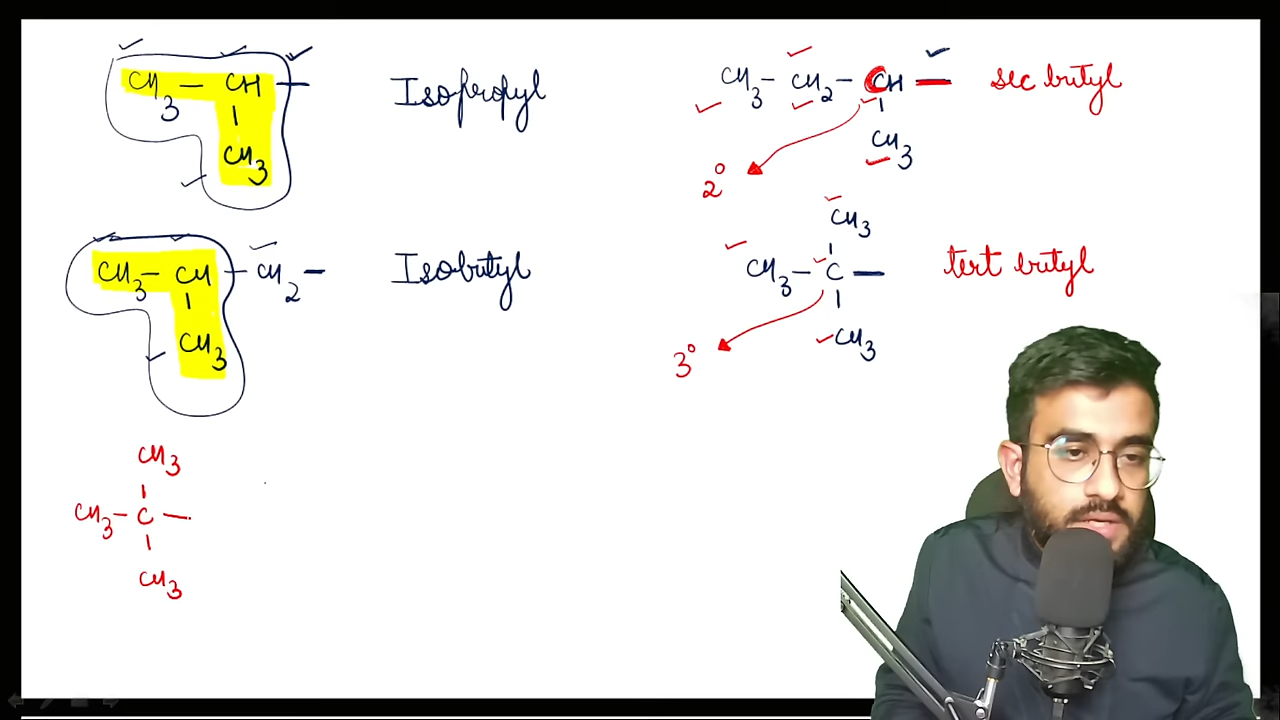 CH3 — CH — Isopropyl
|
CH3
CH3 — CH — CH2 — Isobutyl
|
CH3
CH3
|
CH3 — C —
|
CH3
CH3 — CH2 — CH — sec butyl
|
CH3
2°
CH3
|
CH3 — C — tert butyl
|
CH3
3°